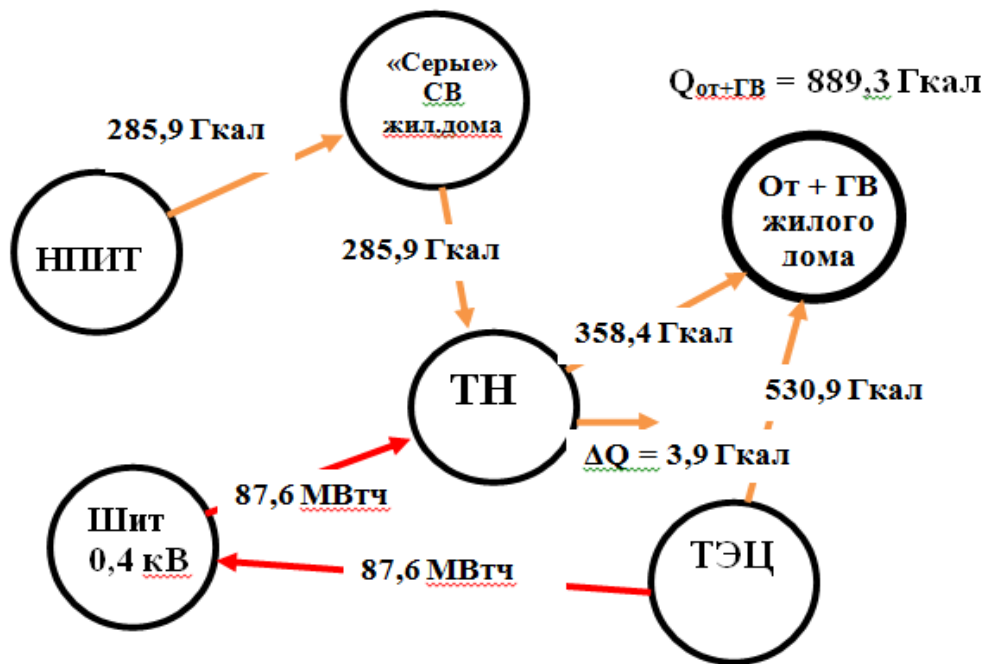 «Серые»
СВ
жил.дома
Qот+ГВ = 889,3 Гкал
285,9 Гкал
От + ГВ
жилого
дома
НПИТ
285,9 Гкал
358,4 Гкал
ТН
530,9 Гкал
ΔQ = 3,9 Гкал
87,6 МВтч
Шит
0,4 кВ
ТЭЦ
87,6 МВтч